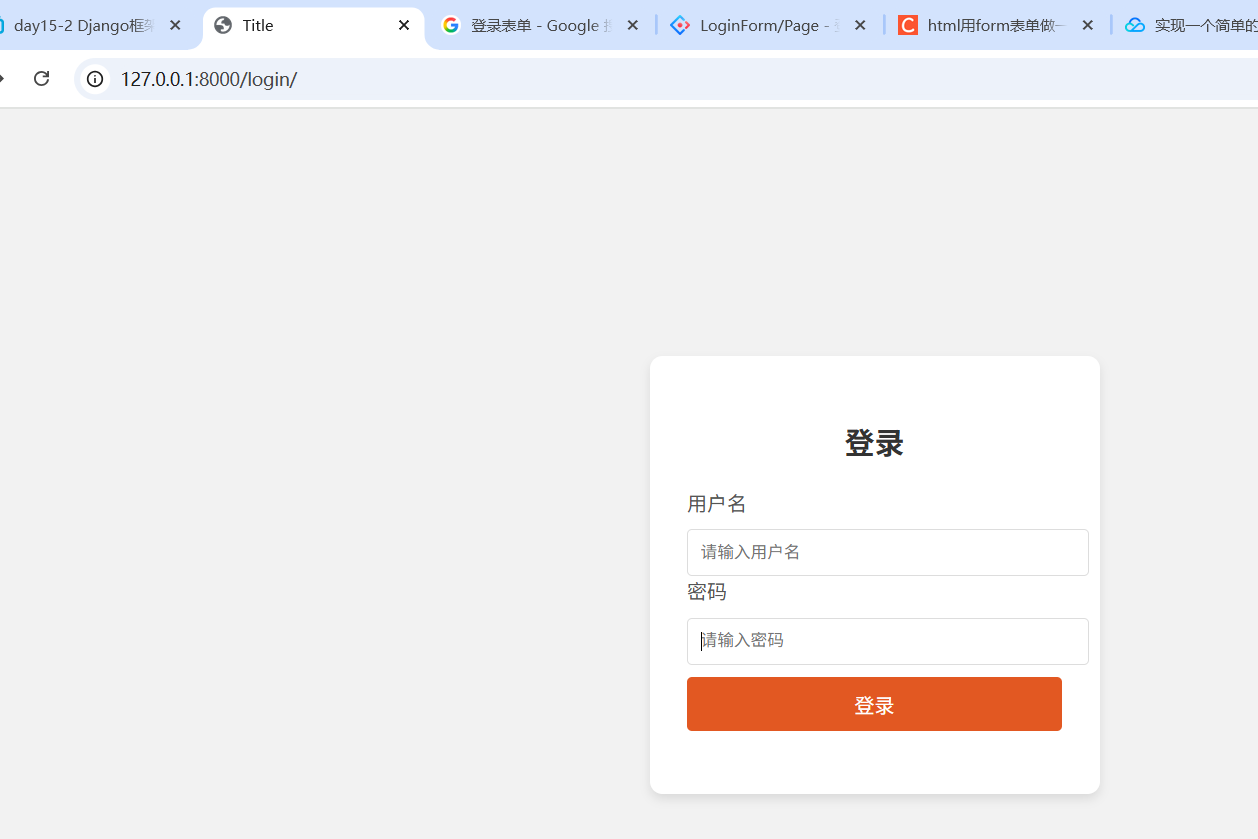 day15-2 Django框架
Title
登录表单 - Google
LoginForm/Page -
html用form表单做一
实现一个简单的
127.0.0.1:8000/login/
登录
用户名
请输入用户名
密码
请输入密码
登录